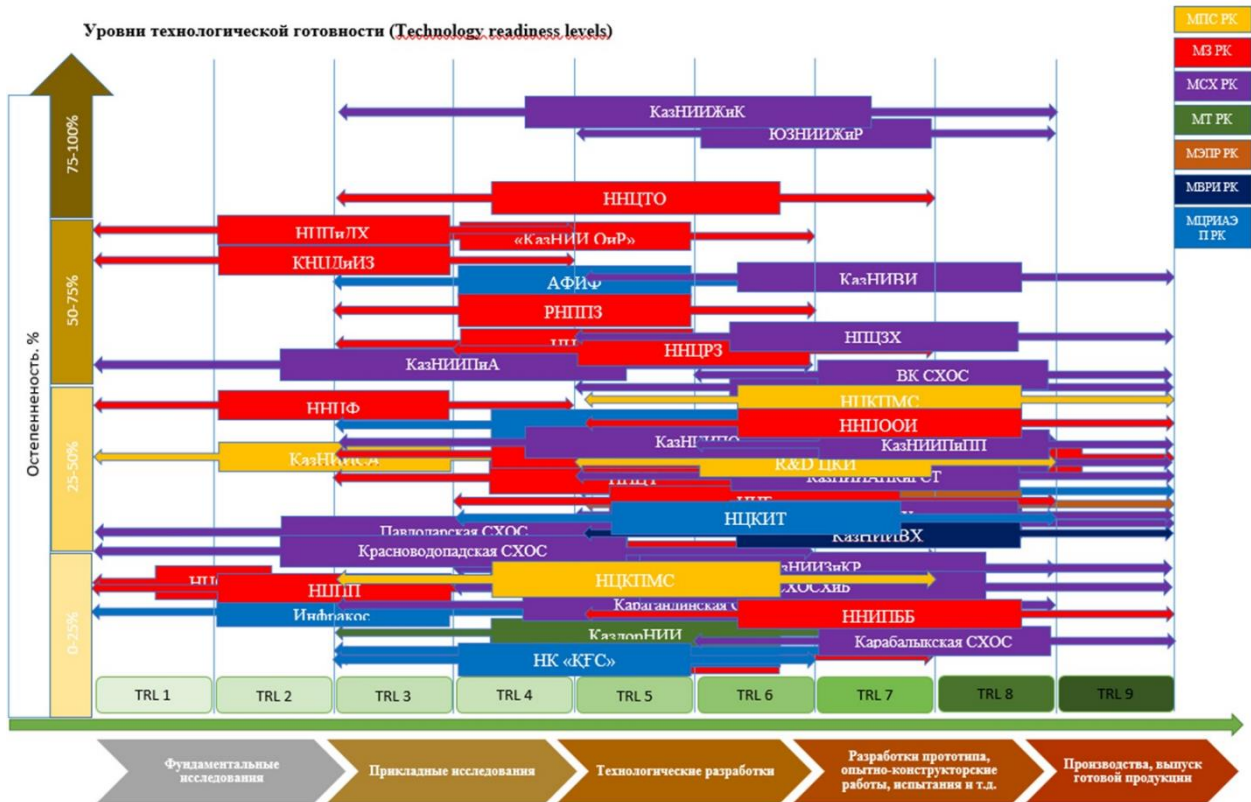 Уровни технологической готовности (Technology readiness levels)
МПС РК
МЗ РК
МСХ РК
МТ РК
МЭПР РК
МВРИ РК
МЦРИАЭ
П РК
Остепененность. %
75-100%
50-75%
25-50%
0-25%
КазНИИЖиК
ЮЗНИИЖиР
ННЦТО
НЦПиДХ
«КазНИИ ОиР»
КНЦДиИЗ
АФИФ
КазНИВИ
РНППЗ
НПЦЗХ
ННЦРЗ
КазНИИПиА
ВК СХОС
НЦКПМС
ННЦФ
ННЦООИ
КазНИИПиПП
R&D ЦКИ
НЦКИТ
Павлодарская СХОС
КазНИИВХ
Красноводопадская СХОС
НЦКПМС
Инфракос
Карагандинская
ННИПББ
КаздорНИИ
Карабалыкская СХОС
НК «ҚҒС»
TRL 1
TRL 2
TRL 3
TRL 4
TRL 5
TRL 6
TRL 7
TRL 8
TRL 9
Фундаментальные
исследования
Прикладные исследования
Технологические разработки
Разработки прототипа,
опытно-конструкторские
работы, испытания и т.д.
Производства, выпуск
готовой продукции